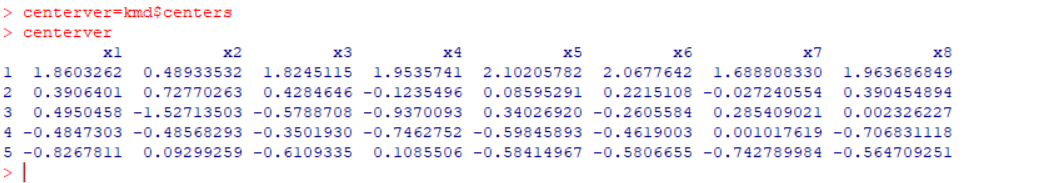 > centerver=kmd$centers
> centerver
         x1          x2         x3         x4          x5         x6           x7           x8
1  1.8603262  0.48933532  1.8245115  1.9535741  2.10205782  2.0677642  1.688808330  1.963686849
2  0.3906401  0.72770263  0.4284646 -0.1235496  0.08595291  0.2215108 -0.027240554  0.390454894
3  0.4950458 -1.52713503 -0.5788708 -0.9370093  0.34026920 -0.2605584  0.285409021  0.002326227
4 -0.4847303 -0.48568293 -0.3501930 -0.7462752 -0.59845893 -0.4619003  0.001017619 -0.706831118
5 -0.8267811  0.09299259 -0.6109335  0.1085506 -0.58414967 -0.5806655 -0.742789984 -0.564709251
>